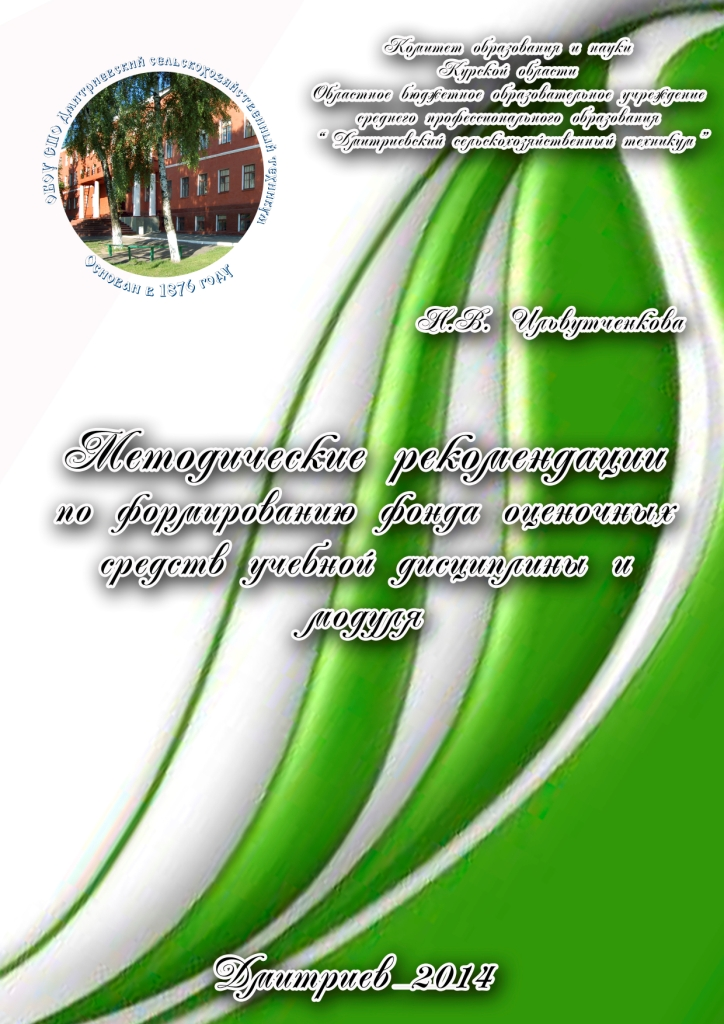 Комитет образования и науки
Курской области
Областное бюджетное образовательное учреждение
среднего профессионального образования
“ Дмитриевский сельскохозяйственный техникум ”
ОБОУ СПО Дмитриевский сельскохозяйственный техникум
Основан в 1876 году
Н.В. Ильвутченкова
Методические рекомендации
по формированию фонда оценочных
средств учебной дисциплины и
модуля
Дмитриев_2014